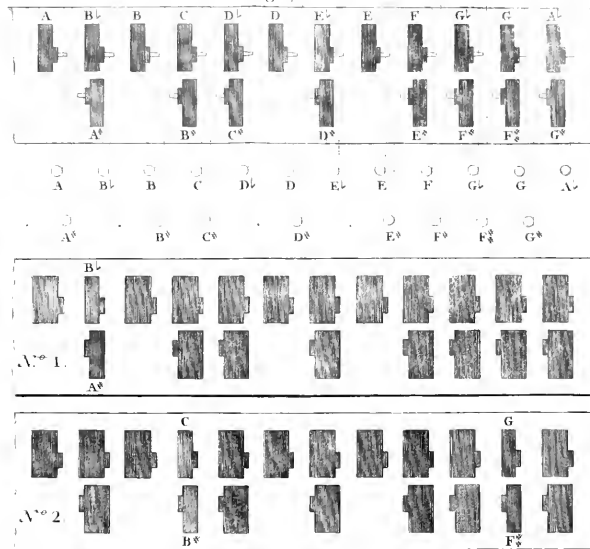 A B♭ B C D♭ D E♭ E F G♭ G A♭
A# B# C# D# E# F# F## G#
A B♭ B C D♭ D E♭ E F G♭ G A♭
A# B# C# D# E# F# F## G#
B♭
Nº 1.
A#
C G
Nº 2
B# F##